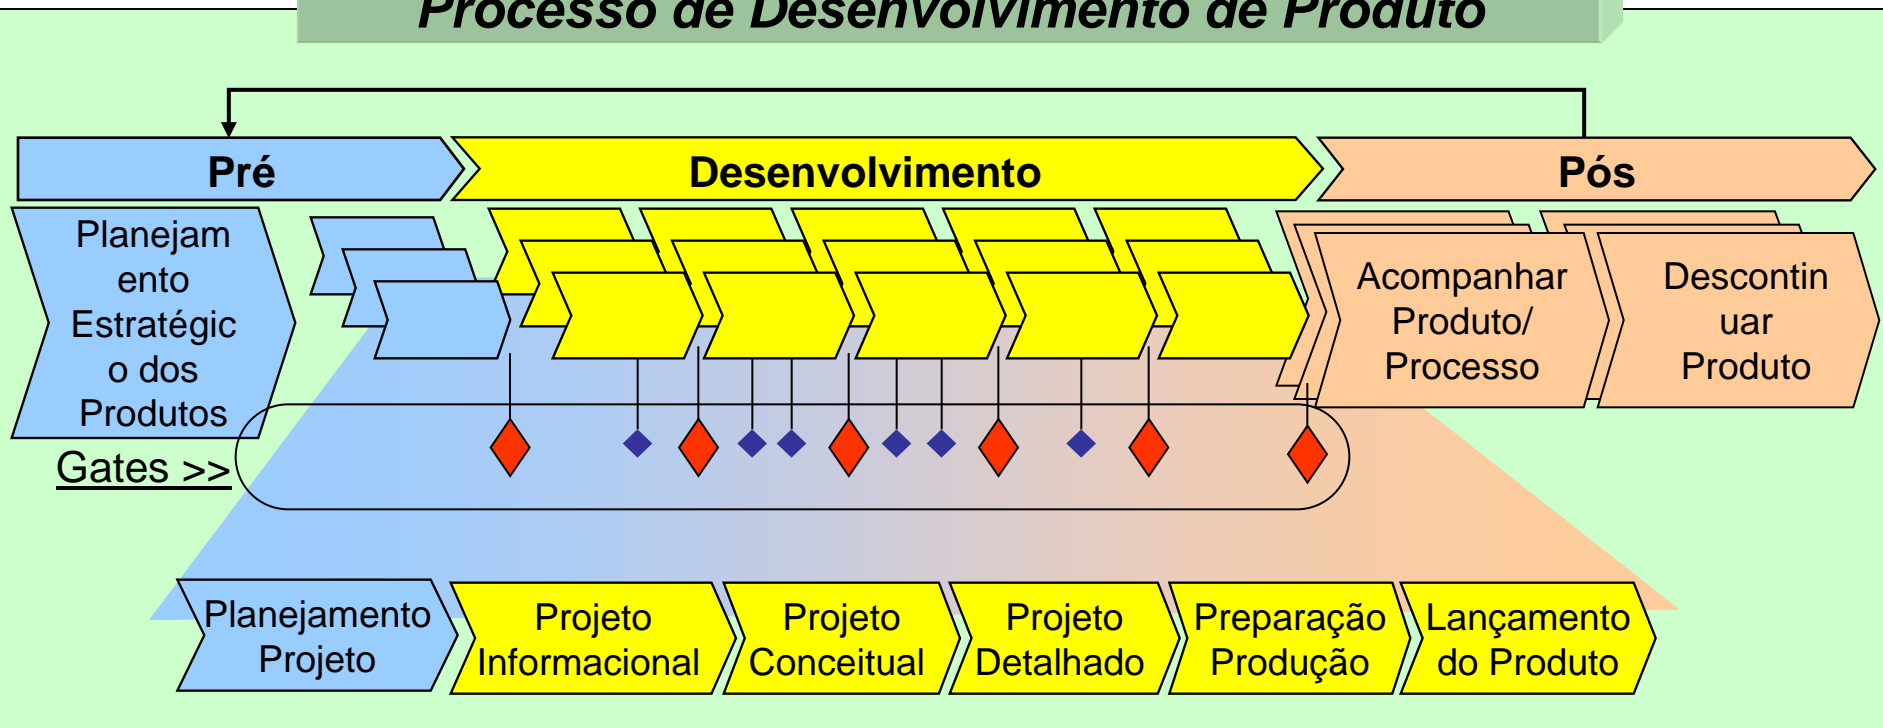 Processo de Desenvolvimento de Produto
Pré
Desenvolvimento
Pós
Planejam
ento
Estratégic
o dos
Produtos
Acompanhar
Produto/
Processo
Descontin
uar
Produto
Gates >>
Planejamento
Projeto
Projeto
Informacional
Projeto
Conceitual
Projeto
Detalhado
Preparação
Produção
Lançamento
do Produto